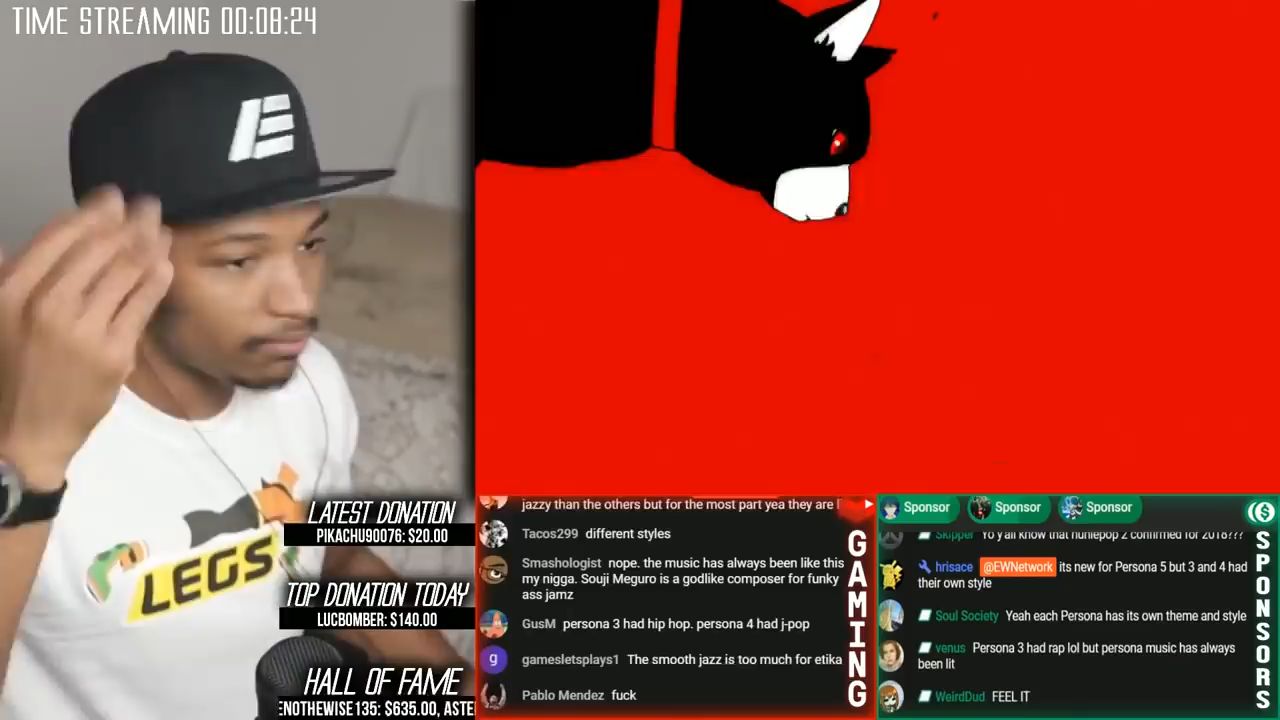 TIME STREAMING 00:08:24
LEGS
LATEST DONATION
PIKACHU90076: $20.00
TOP DONATION TODAY
LUCBOMBER: $140.00
HALL OF FAME
ENOTHEWISE135: $635.00, ASTE
jazzy than the others but for the most part yea they are
Tacos299 different styles
Smashologist nope. the music has always been like this
my nigga. Souji Meguro is a godlike composer for funky
ass jamz
GusM persona 3 had hip hop. persona 4 had j-pop
gamesletsplays1 The smooth jazz is too much for etika
Pablo Mendez fuck
GAMING
Sponsor Sponsor Sponsor
Skipper Yo y'all know that huniepop 2 confirmed for 2018???
hrisace @EWNetwork its new for Persona 5 but 3 and 4 had
their own style
Soul Society Yeah each Persona has its own theme and style
venus Persona 3 had rap lol but persona music has always
been lit
WeirdDud FEEL IT
SPONSORS